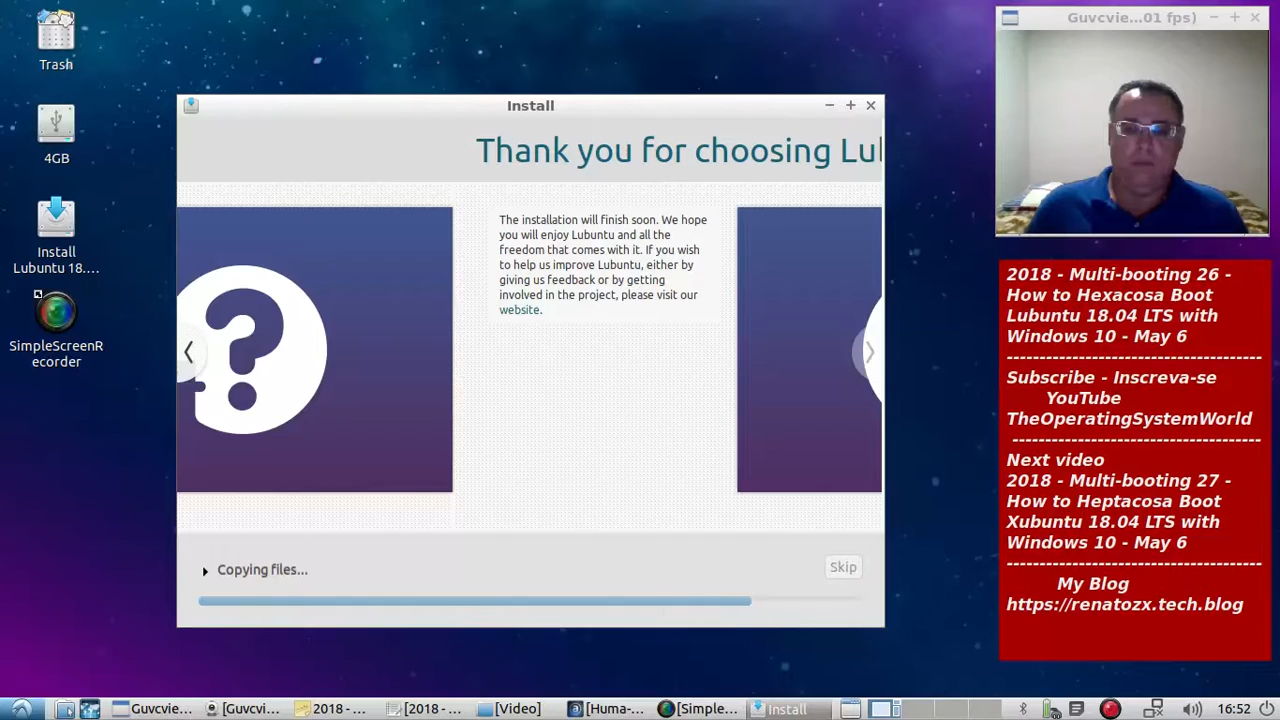 Trash
4GB
Install
Lubuntu 18....
SimpleScreenR
ecorder
Install
Thank you for choosing Lul
The installation will finish soon. We hope
you will enjoy Lubuntu and all the
freedom that comes with it. If you wish
to help us improve Lubuntu, either by
giving us feedback or by getting
involved in the project, please visit our
website.
Copying files...
Skip
Guvcvie...01 fps)
2018 - Multi-booting 26 -
How to Hexacosa Boot
Lubuntu 18.04 LTS with
Windows 10 - May 6
--------------------------------------
Subscribe - Inscreva-se
YouTube
TheOperatingSystemWorld
-------------------------------------
Next video
2018 - Multi-booting 27 -
How to Heptacosa Boot
Xubuntu 18.04 LTS with
Windows 10 - May 6
--------------------------------------
My Blog
https://renatozx.tech.blog
Guvcvie... [Guvcvi... 2018 - ... [2018 - ... [Video] [Huma-... [Simple... Install 16:52